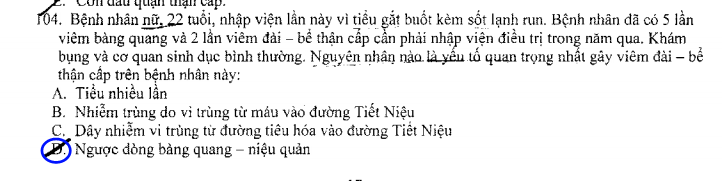 E. Cơn đau quặn thận cấp.
104. Bệnh nhân nữ, 22 tuổi, nhập viện lần này vì tiểu gắt buốt kèm sốt lạnh run. Bệnh nhân đã có 5 lần
viêm bàng quang và 2 lần viêm đài – bể thận cấp cần phải nhập viện điều trị trong năm qua. Khám
bụng và cơ quan sinh dục bình thường. Nguyên nhân nào là yếu tố quan trọng nhất gây viêm đài – bể
thận cấp trên bệnh nhân này:
A. Tiểu nhiều lần
B. Nhiễm trùng do vi trùng từ máu vào đường Tiết Niệu
C. Dây nhiễm vi trùng từ đường tiêu hóa vào đường Tiết Niệu
D. Ngược dòng bàng quang – niệu quản